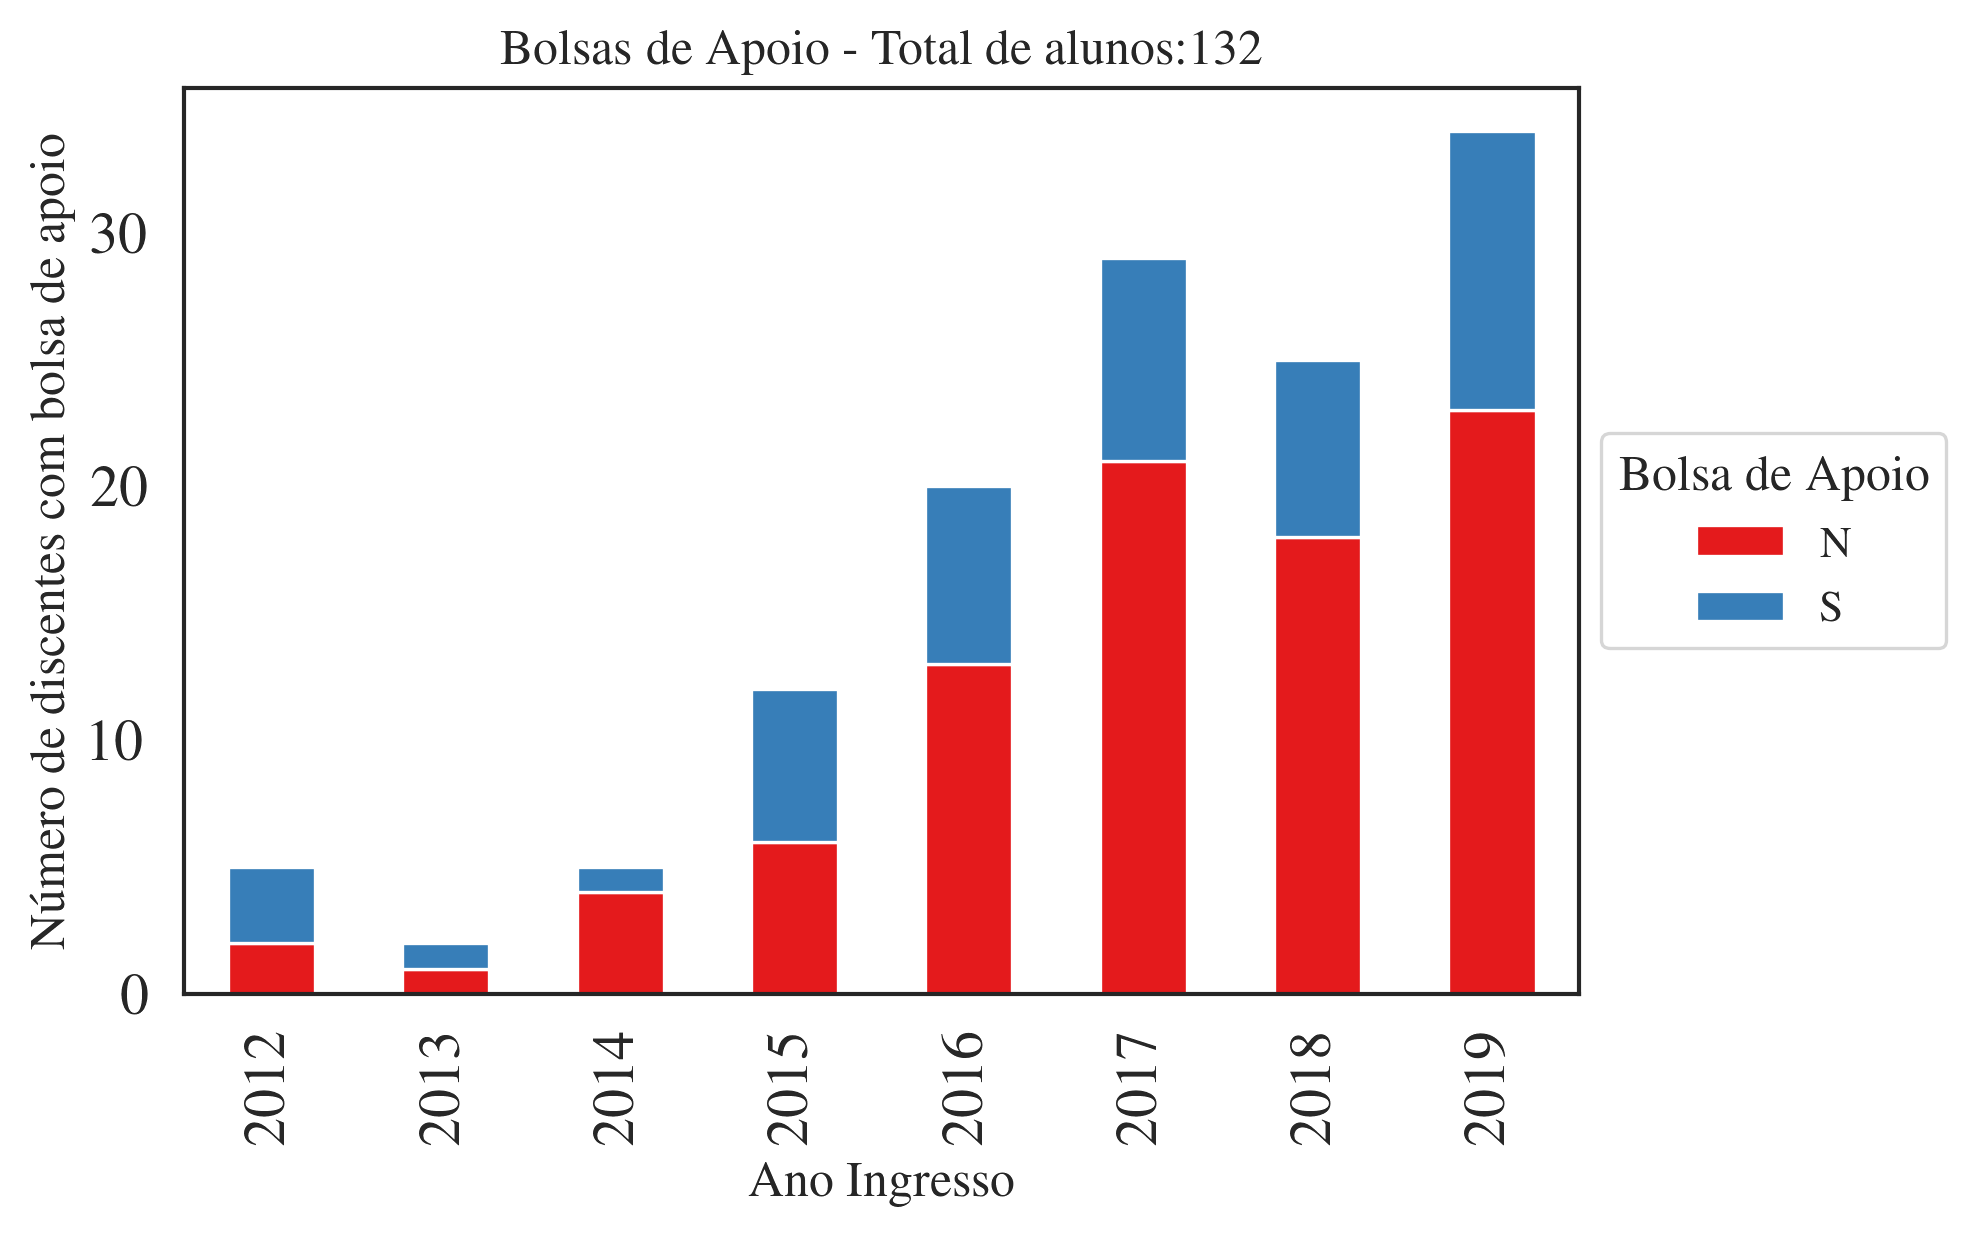 Bolsas de Apoio - Total de alunos:132
Número de discentes com bolsa de apoio
30
20
10
0
2012
2013
2014
2015
2016
2017
2018
2019
Ano Ingresso
Bolsa de Apoio
N
S